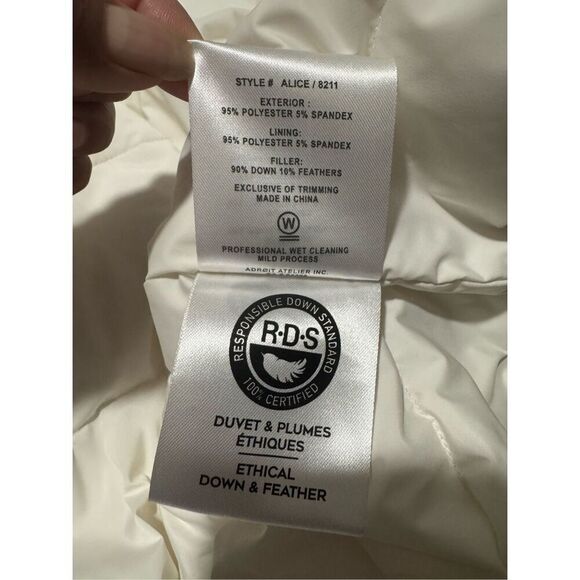 STYLE # ALICE / 8211
EXTERIOR :
95% POLYESTER 5% SPANDEX
LINING:
95% POLYESTER 5% SPANDEX
FILLER:
90% DOWN 10% FEATHERS
EXCLUSIVE OF TRIMMING
MADE IN CHINA
W
PROFESSIONAL WET CLEANING
MILD PROCESS
ADROIT ATELIER INC.
RESPONSIBLE DOWN STANDARD
R·D·S
100% CERTIFIED
DUVET & PLUMES
ÉTHIQUES
ETHICAL
DOWN & FEATHER